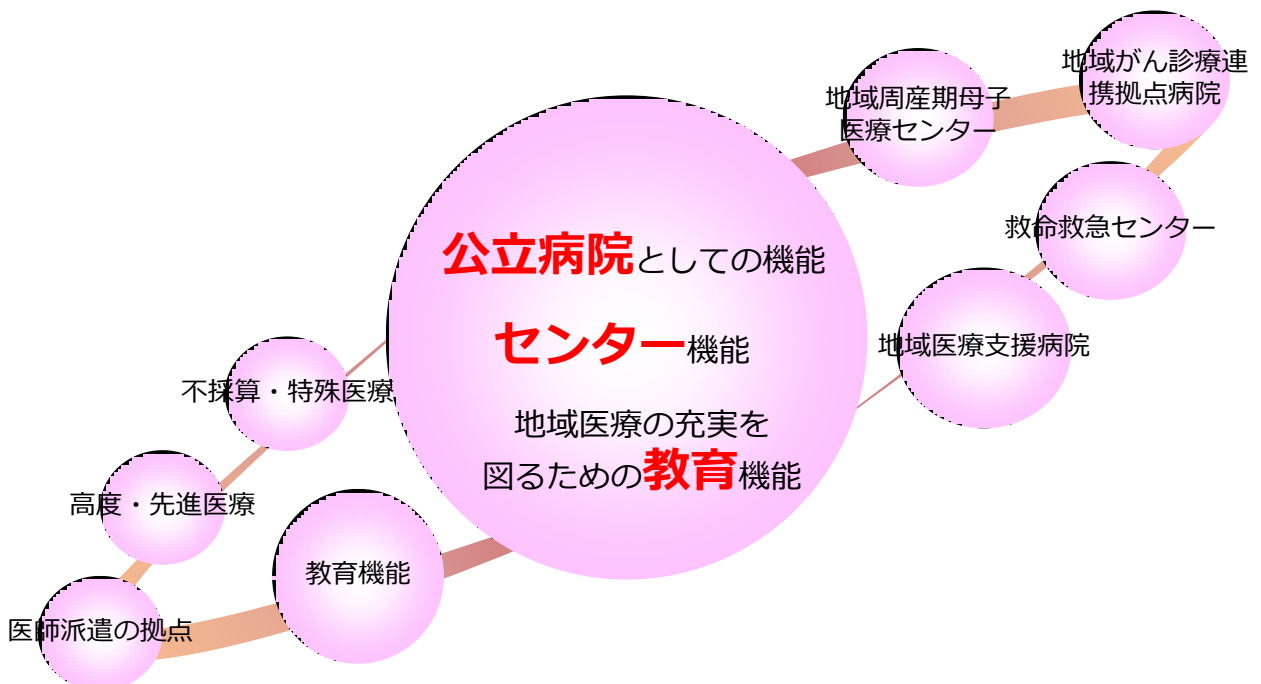 地域がん診療連
携拠点病院
地域周産期母子
医療センター
救命救急センター
公立病院としての機能
センター機能
地域医療支援病院
不採算・特殊医療
地域医療の充実を
図るための教育機能
高度・先進医療
教育機能
医師派遣の拠点